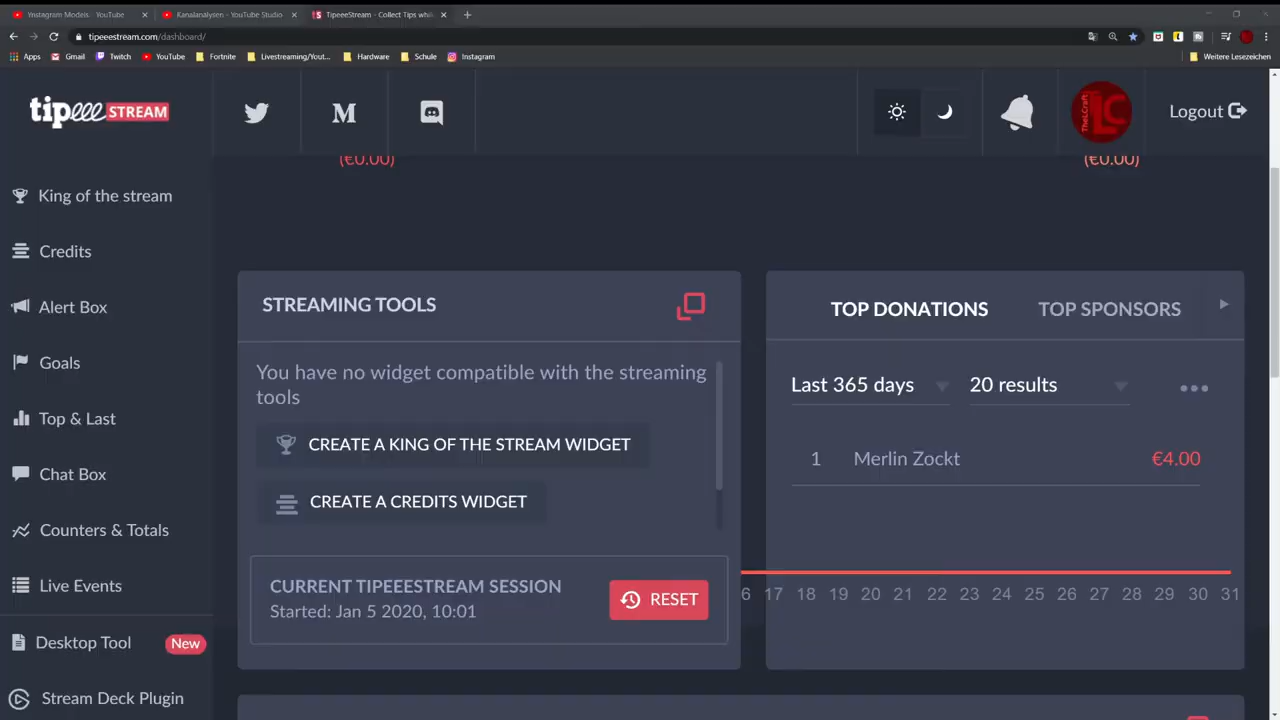 Ynstagram Models - YouTube
Kanalanalysen - YouTube Studio
TipeeeStream - Collect Tips whi
tipeeestream.com/dashboard/
Apps
Gmail
Twitch
YouTube
Fortnite
Livestreaming/Yout...
Hardware
Schule
Instagram
Weitere Lesezeichen
tipeee STREAM
M
TheLCraft
LC
Logout
(€0.00)
(€0.00)
King of the stream
Credits
Alert Box
Goals
Top & Last
Chat Box
Counters & Totals
Live Events
Desktop Tool
New
Stream Deck Plugin
STREAMING TOOLS
You have no widget compatible with the streaming
tools
CREATE A KING OF THE STREAM WIDGET
CREATE A CREDITS WIDGET
CURRENT TIPEEESTREAM SESSION
Started: Jan 5 2020, 10:01
RESET
TOP DONATIONS
TOP SPONSORS
Last 365 days
20 results
1 Merlin Zockt €4.00
6 17 18 19 20 21 22 23 24 25 26 27 28 29 30 31